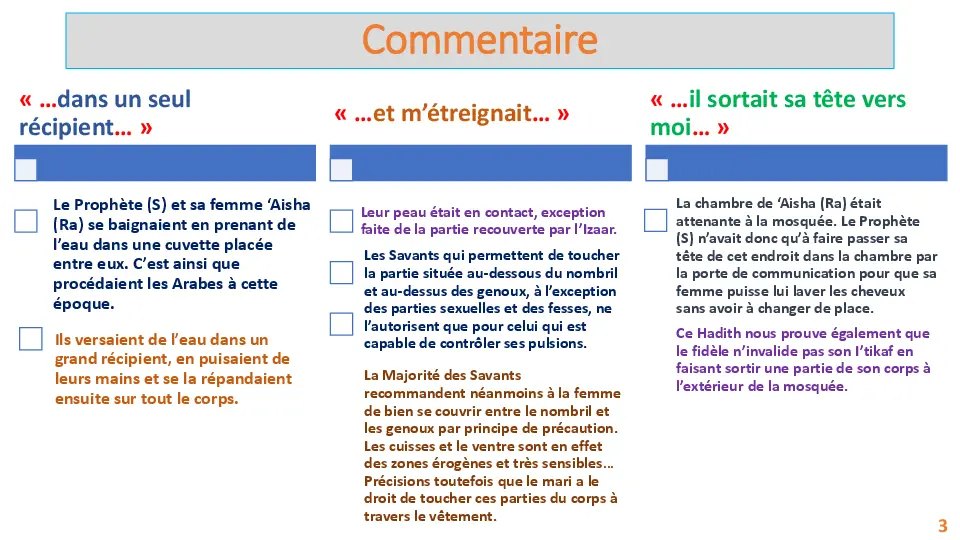 Commentaire
« …dans un seul
récipient… »
Le Prophète (S) et sa femme ‘Aisha
(Ra) se baignaient en prenant de
l’eau dans une cuvette placée
entre eux. C’est ainsi que
procédaient les Arabes à cette
époque.
Ils versaient de l’eau dans un
grand récipient, en puisaient de
leurs mains et se la répandaient
ensuite sur tout le corps.
« …et m’étreignait… »
Leur peau était en contact, exception
faite de la partie recouverte par l’Izaar.
Les Savants qui permettent de toucher
la partie située au-dessous du nombril
et au-dessus des genoux, à l’exception
des parties sexuelles et des fesses, ne
l’autorisent que pour celui qui est
capable de contrôler ses pulsions.
La Majorité des Savants
recommandent néanmoins à la femme
de bien se couvrir entre le nombril et
les genoux par principe de précaution.
Les cuisses et le ventre sont en effet
des zones érogènes et très sensibles…
Précisions toutefois que le mari a le
droit de toucher ces parties du corps à
travers le vêtement.
« …il sortait sa tête vers
moi… »
La chambre de ‘Aisha (Ra) était
attenante à la mosquée. Le Prophète
(S) n’avait donc qu’à faire passer sa
tête de cet endroit dans la chambre par
la porte de communication pour que sa
femme puisse lui laver les cheveux
sans avoir à changer de place.
Ce Hadith nous prouve également que
le fidèle n’invalide pas son I’tikaf en
faisant sortir une partie de son corps à
l’extérieur de la mosquée.
3